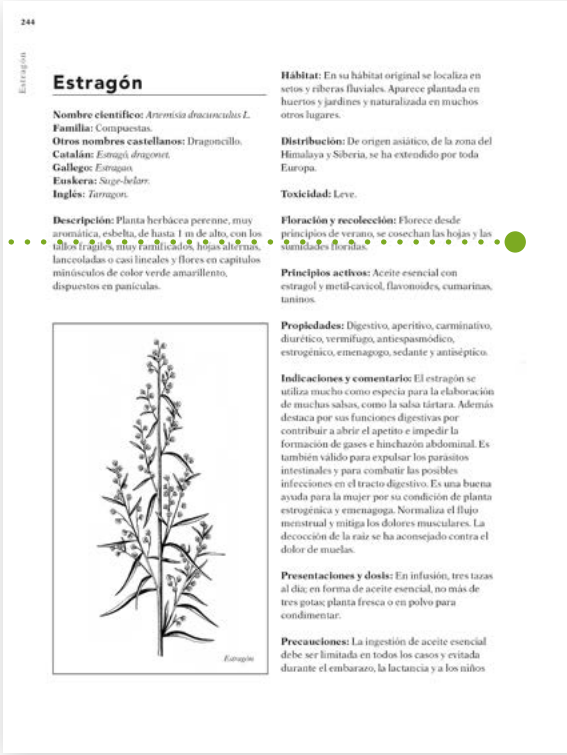 244
Estragón
Estragón
Nombre científico: Artemisia dracunculus L.
Familia: Compuestas.
Otros nombres castellanos: Dragoncillo.
Catalán: Estragó, dragonet.
Gallego: Estragao.
Euskera: Suge-belarr.
Inglés: Tarragon.
Descripción: Planta herbácea perenne, muy
aromática, esbelta, de hasta 1 m de alto, con los
tallos frágiles, muy ramificados, hojas alternas,
lanceoladas o casi lineales y flores en capítulos
minúsculos de color verde amarillento,
dispuestos en panículas.
Estragón
Hábitat: En su hábitat original se localiza en
setos y riberas fluviales. Aparece plantada en
huertos y jardines y naturalizada en muchos
otros lugares.
Distribución: De origen asiático, de la zona del
Himalaya y Siberia, se ha extendido por toda
Europa.
Toxicidad: Leve.
Floración y recolección: Florece desde
principios de verano, se cosechan las hojas y las
sumidades floridas.
Principios activos: Aceite esencial con
estragol y metil-cavicol, flavonoides, cumarinas,
taninos.
Propiedades: Digestivo, aperitivo, carminativo,
diurético, vermífugo, antiespasmódico,
estrogénico, emenagogo, sedante y antiséptico.
Indicaciones y comentario: El estragón se
utiliza mucho como especia para la elaboración
de muchas salsas, como la salsa tártara. Además
destaca por sus funciones digestivas por
contribuir a abrir el apetito e impedir la
formación de gases e hinchazón abdominal. Es
también válido para expulsar los parásitos
intestinales y para combatir las posibles
infecciones en el tracto digestivo. Es una buena
ayuda para la mujer por su condición de planta
estrogénica y emenagoga. Normaliza el flujo
menstrual y mitiga los dolores musculares. La
decocción de la raíz se ha aconsejado contra el
dolor de muelas.
Presentaciones y dosis: En infusión, tres tazas
al día; en forma de aceite esencial, no más de
tres gotas; planta fresca o en polvo para
condimentar.
Precauciones: La ingestión de aceite esencial
debe ser limitada en todos los casos y evitada
durante el embarazo, la lactancia y a los niños